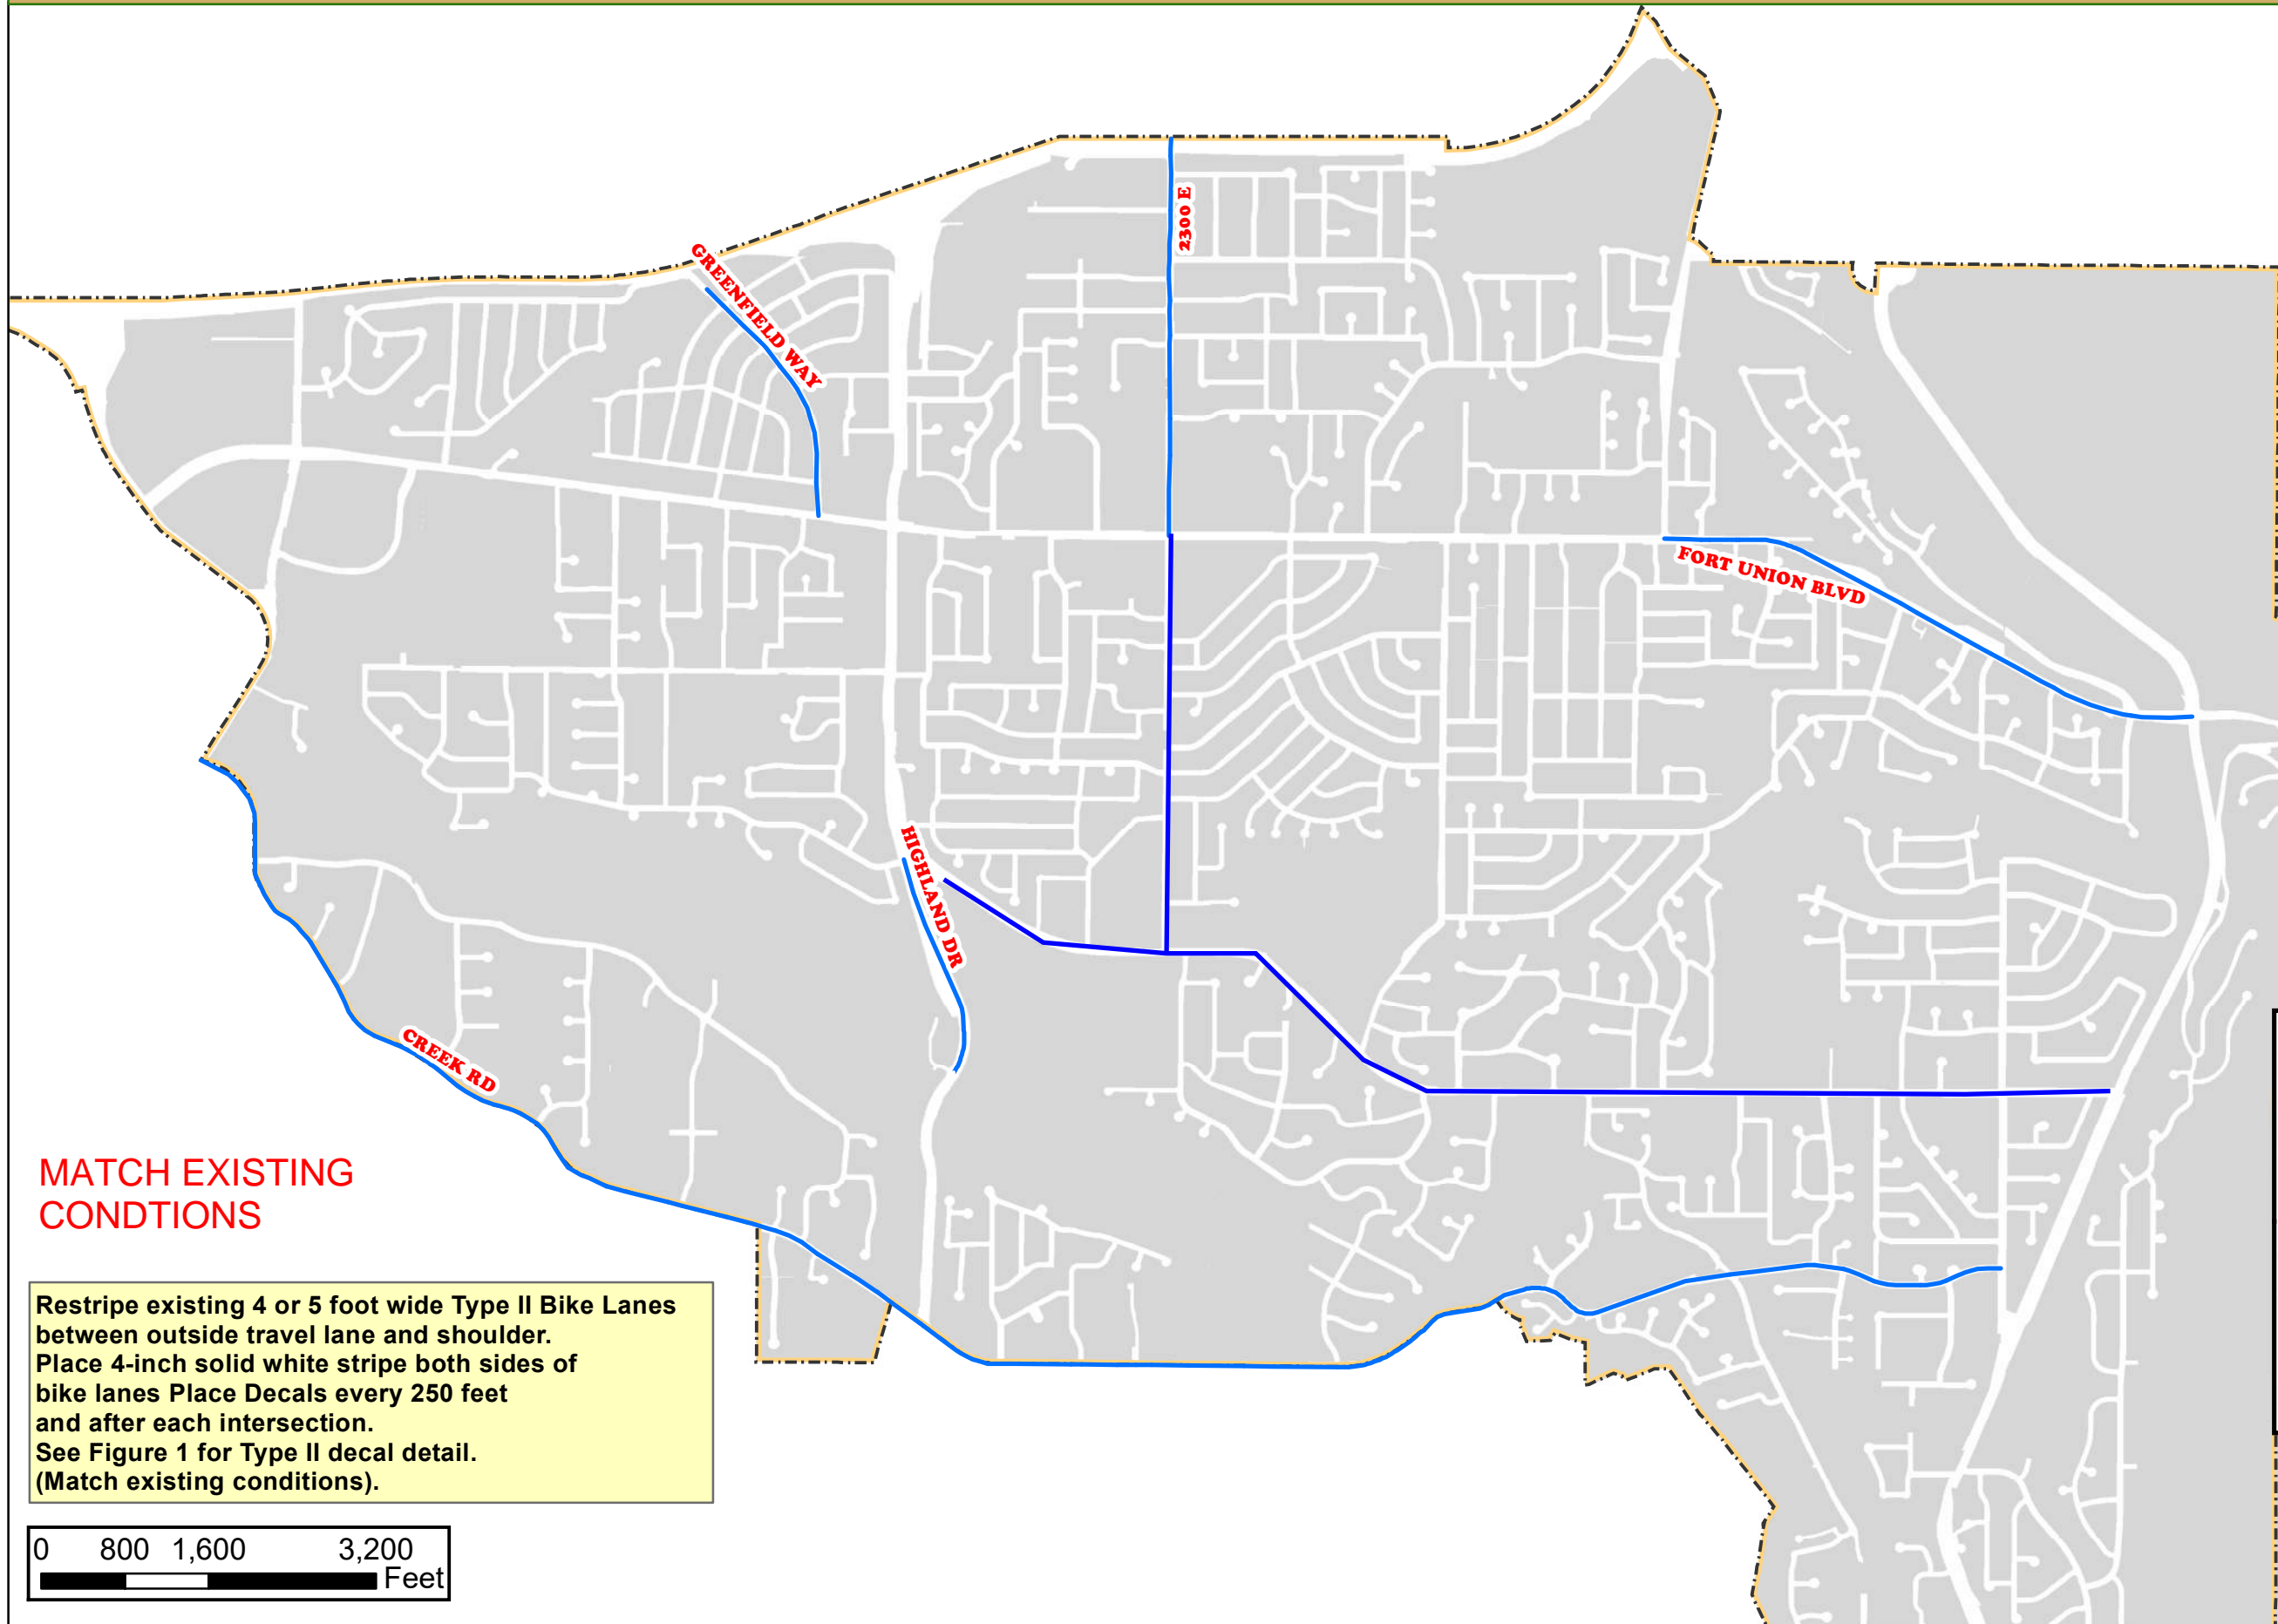 2300 E
GREENFIELD WAY
FORT UNION BLVD
HIGHLAND DR
CREEK RD
MATCH EXISTING
CONDTIONS
Restripe existing 4 or 5 foot wide Type II Bike Lanes
between outside travel lane and shoulder.
Place 4-inch solid white stripe both sides of
bike lanes Place Decals every 250 feet
and after each intersection.
See Figure 1 for Type II decal detail.
(Match existing conditions).
0 800 1,600 3,200
Feet